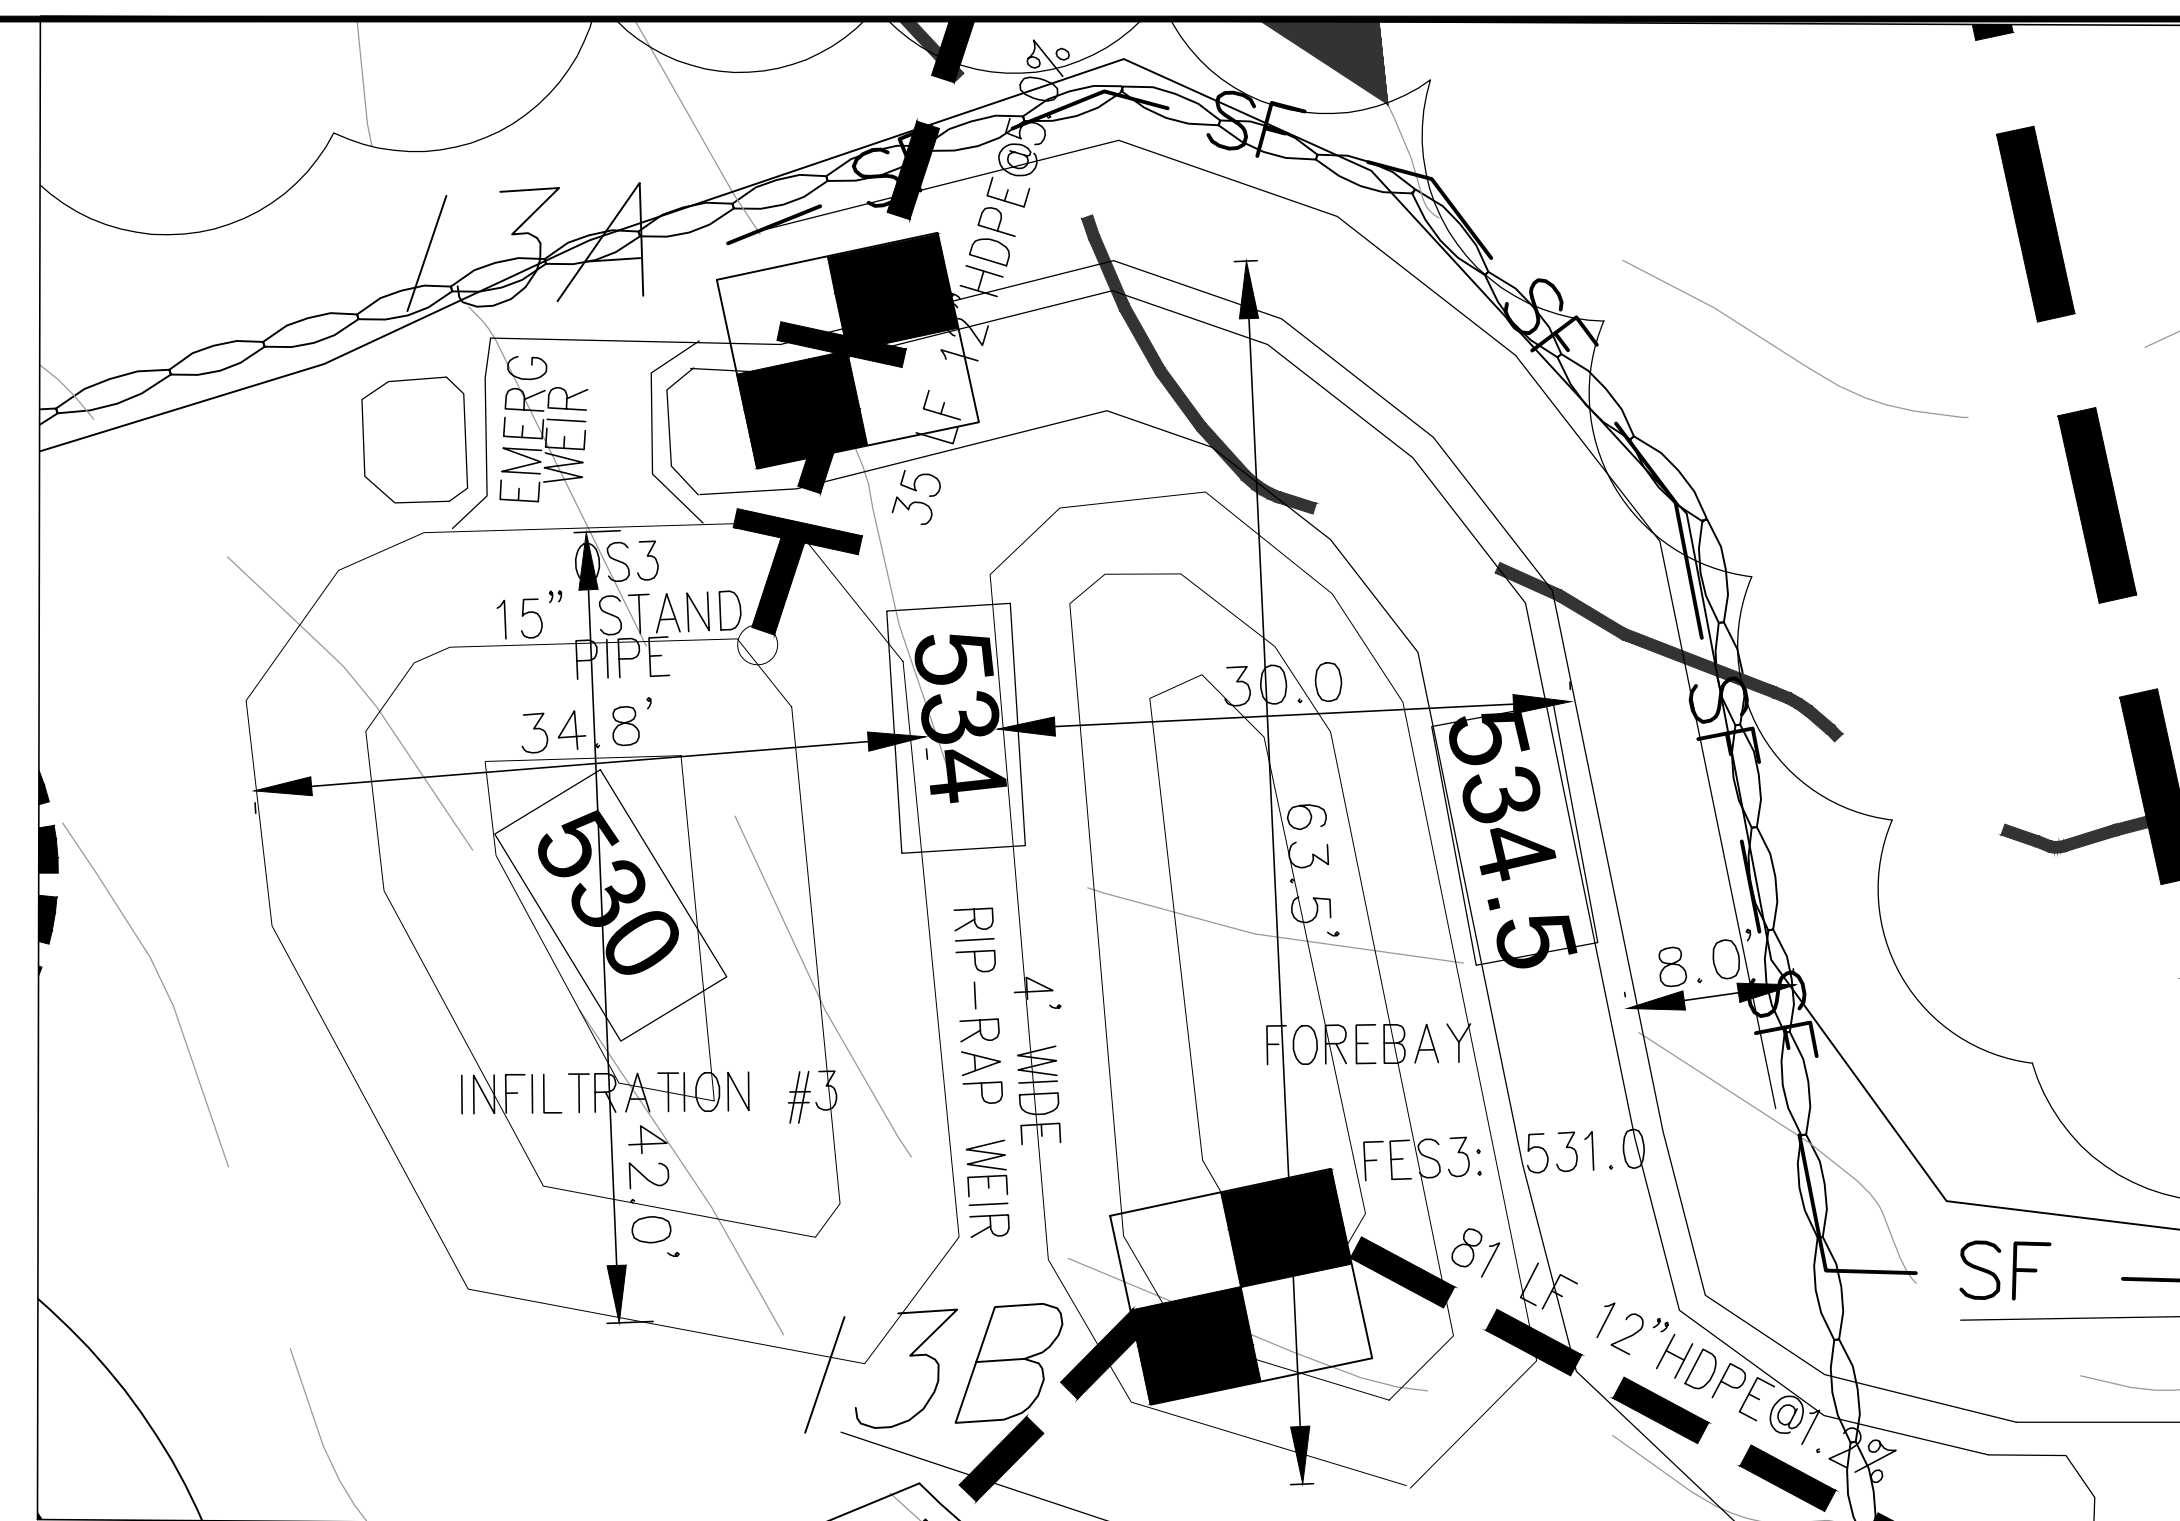 SF
SF
13A
35 LF 12" HDPE@
EMERG
WEIR
OS3
15” STAND
PIPE
34.8'
42.0'
530
INFILTRATION #3
534
4' WIDE
RIP-RAP WEIR
30.0
63.5'
534.5
FOREBAY
8.0'
SF
SF
SF
FES3: 531.0
81 LF 12”HDPE@1.2%
13B
SF